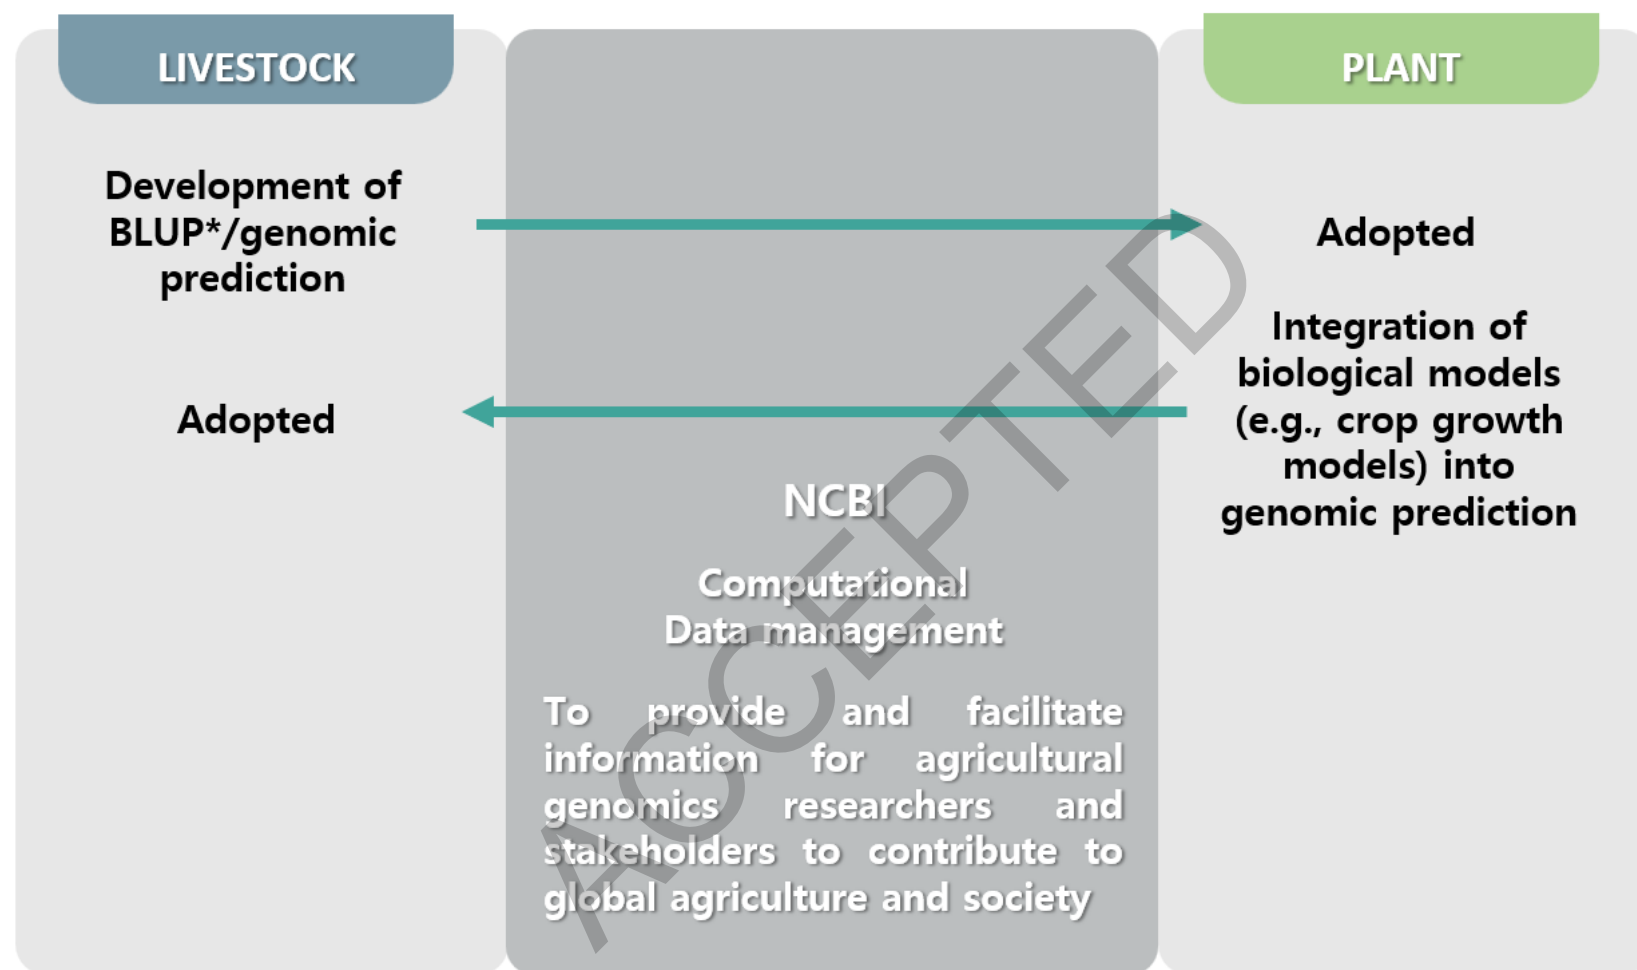 LIVESTOCK
Development of
BLUP*/genomic
prediction
Adopted
NCBI
Computational
Data management
To provide and facilitate
information for agricultural
genomics researchers and
stakeholders to contribute to
global agriculture and society
PLANT
Adopted
Integration of
biological models
(e.g., crop growth
models) into
genomic prediction
ACCEPTED